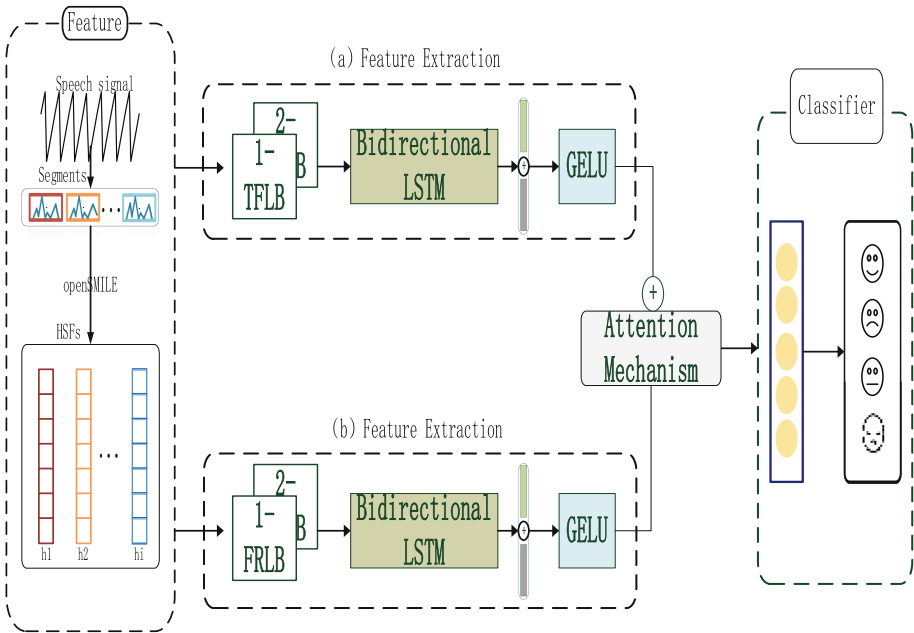 Feature
Speech signal
Segments
openSMILE
HSFs
h1
h2
hi
(a) Feature Extraction
2-
B
1-
TFLB
Bidirectional
LSTM
+
GELU
+
Attention
Mechanism
(b) Feature Extraction
2-
B
1-
FRLB
Bidirectional
LSTM
+
GELU
Classifier